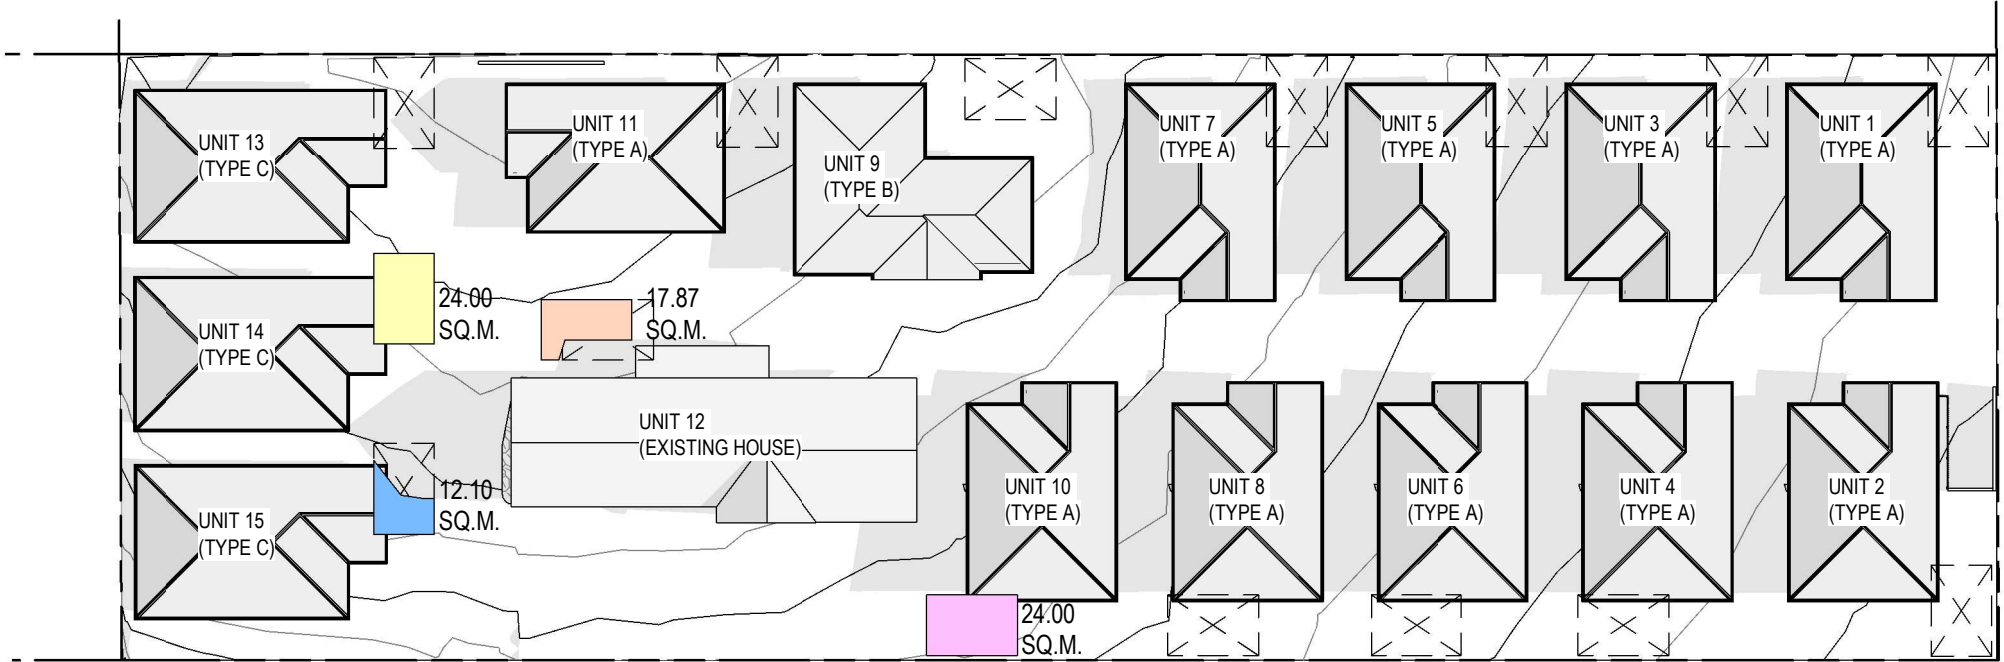 UNIT 13
(TYPE C)
UNIT 11
(TYPE A)
UNIT 9
(TYPE B)
UNIT 7
(TYPE A)
UNIT 5
(TYPE A)
UNIT 3
(TYPE A)
UNIT 1
(TYPE A)
UNIT 14
(TYPE C)
24.00
SQ.M.
17.87
SQ.M.
UNIT 12
(EXISTING HOUSE)
UNIT 15
(TYPE C)
12.10
SQ.M.
UNIT 10
(TYPE A)
UNIT 8
(TYPE A)
UNIT 6
(TYPE A)
UNIT 4
(TYPE A)
UNIT 2
(TYPE A)
24.00
SQ.M.